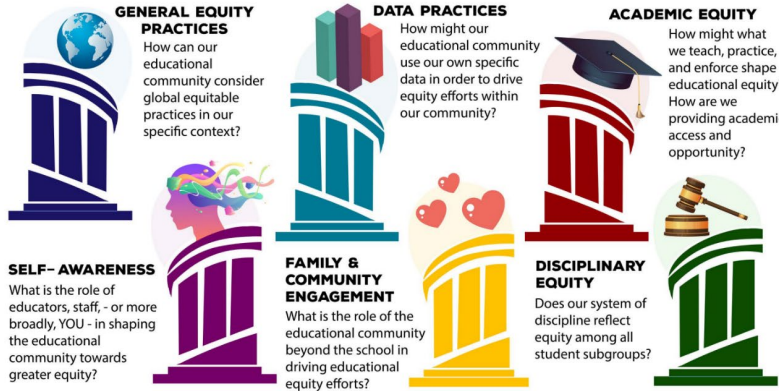 GENERAL EQUITY
PRACTICES
How can our
educational
community consider
global equitable
practices in our
specific context?
DATA PRACTICES
How might our
educational community
use our own specific
data in order to drive
equity efforts within
our community?
ACADEMIC EQUITY
How might what
we teach, practice,
and enforce shape
educational equity
How are we
providing academi
access and
opportunity?
SELF-AWARENESS
What is the role of
educators, staff, - or more
broadly, YOU - in shaping
the educational
community towards
greater equity?
FAMILY &
COMMUNITY
ENGAGEMENT
What is the role of the
educational community
beyond the school in
driving educational
equity efforts?
DISCIPLINARY
EQUITY
Does our system of
discipline reflect
equity among all
student subgroups?